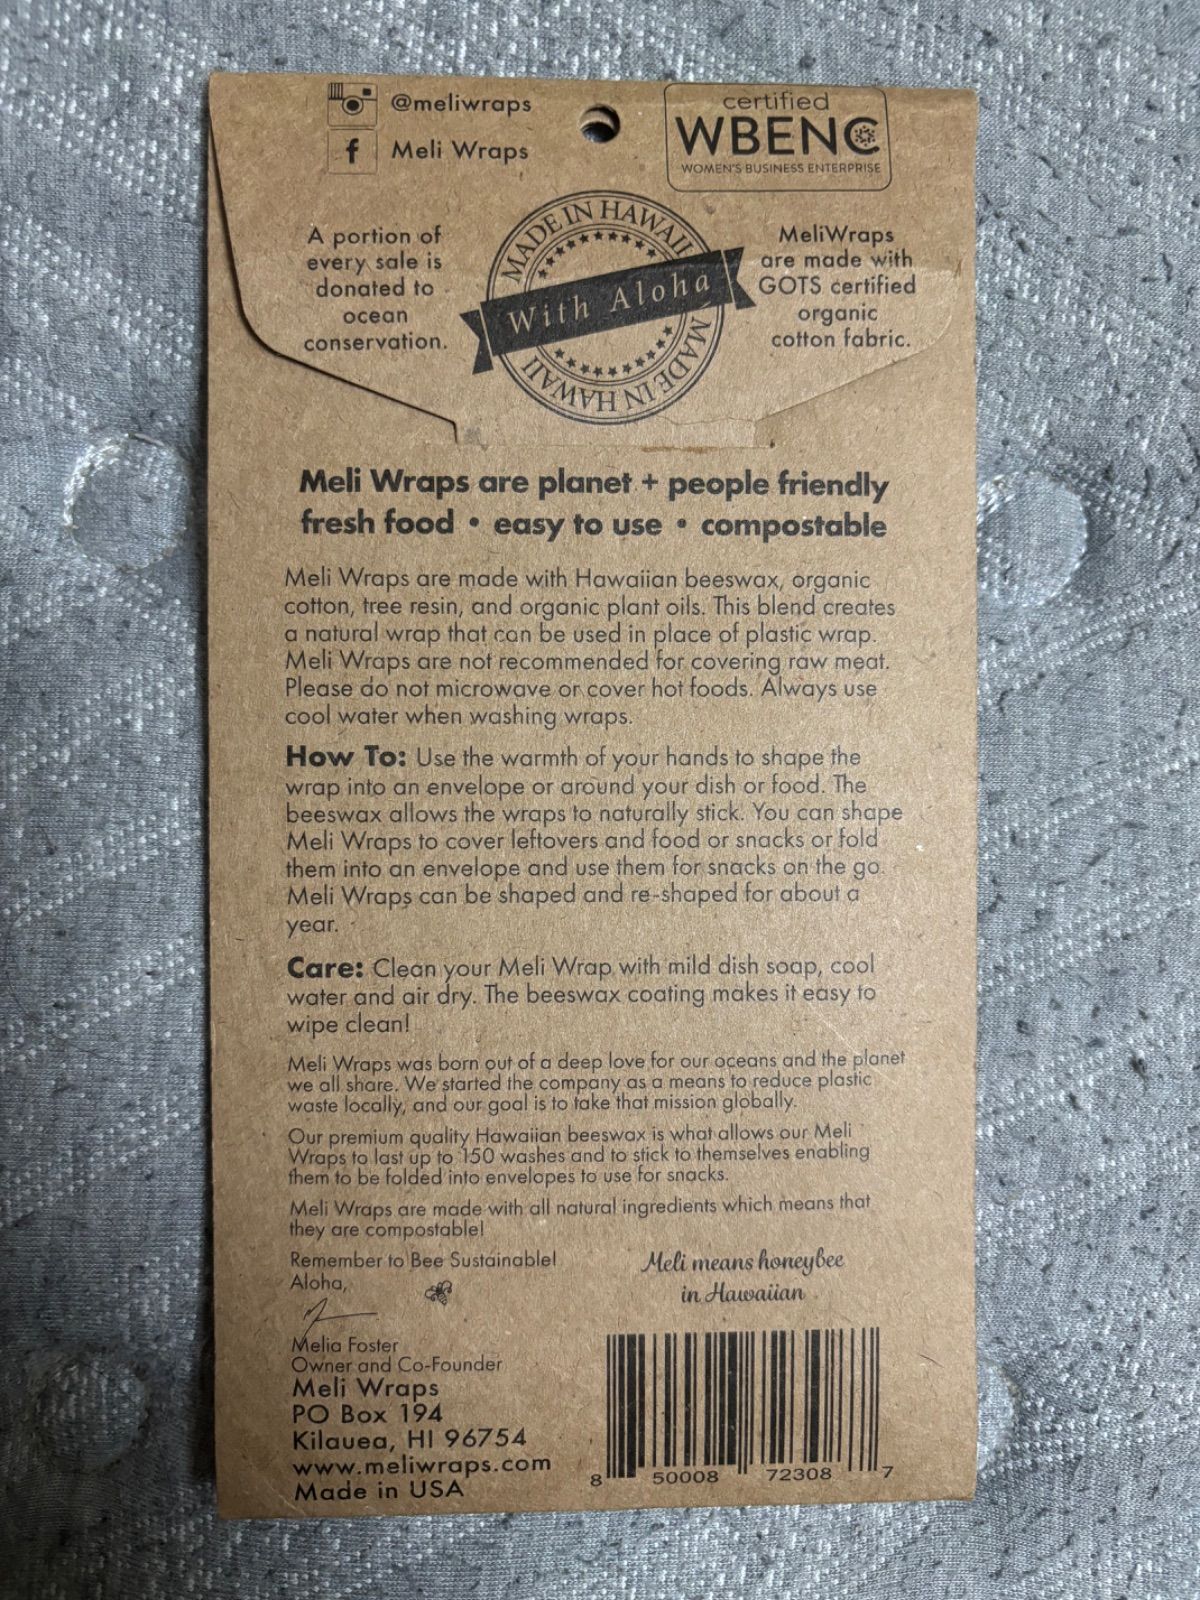 @meliwraps
Meli Wraps
certified
WBENC
WOMEN'S BUSINESS ENTERPRISE
A portion of
every sale is
donated to
ocean
conservation.
MADE IN HAWAII
With Aloha
MADE IN HAWAII
MeliWraps
are made with
GOTS certified
organic
cotton fabric.
Meli Wraps are planet + people friendly
fresh food • easy to use • compostable
Meli Wraps are made with Hawaiian beeswax, organic
cotton, tree resin, and organic plant oils. This blend creates
a natural wrap that can be used in place of plastic wrap.
Meli Wraps are not recommended for covering raw meat.
Please do not microwave or cover hot foods. Always use
cool water when washing wraps.
How To: Use the warmth of your hands to shape the
wrap into an envelope or around your dish or food. The
beeswax allows the wraps to naturally stick. You can shape
Meli Wraps to cover leftovers and food or snacks or fold
them into an envelope and use them for snacks on the go.
Meli Wraps can be shaped and re-shaped for about a
year.
Care: Clean your Meli Wrap with mild dish soap, cool
water and air dry. The beeswax coating makes it easy to
wipe clean!
Meli Wraps was born out of a deep love for our oceans and the planet
we all share. We started the company as a means to reduce plastic
waste locally, and our goal is to take that mission globally.
Our premium quality Hawaiian beeswax is what allows our Meli
Wraps to last up to 150 washes and to stick to themselves enabling
them to be folded into envelopes to use for snacks.
Meli Wraps are made with all natural ingredients which means that
they are compostable!
Remember to Bee Sustainable!
Aloha,
Meli means honeybee
in Hawaiian
Melia Foster
Owner and Co-Founder
Meli Wraps
PO Box 194
Kilauea, HI 96754
www.meliwraps.com
Made in USA
8 50008 72308 7